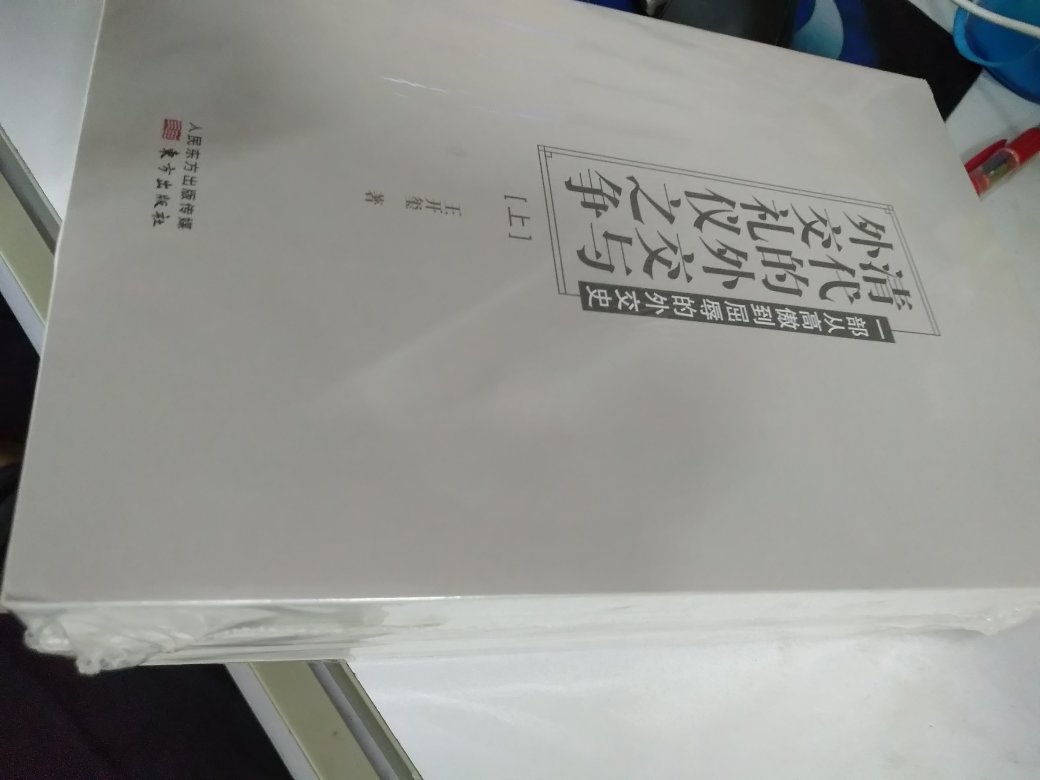 一部从高傲到屈辱的外交史
清代的外交与
外交礼仪之争
[上]
王开玺 著
人民东方出版传媒
東方出版社